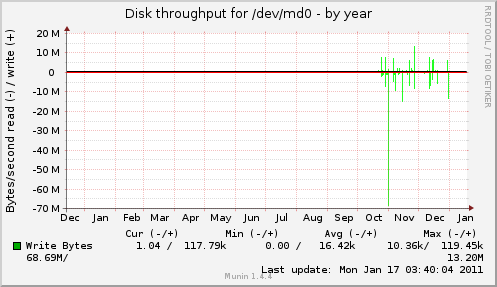 Disk throughput for /dev/md0 - by year
RRDTOOL / TOBI OETIKER
Bytes/second read (-) / write (+)
20 M
10 M
0
-10 M
-20 M
-30 M
-40 M
-50 M
-60 M
-70 M
Dec Jan Feb Mar Apr May Jun Jul Aug Sep Oct Nov Dec Jan
Cur (-/+) Min (-/+) Avg (-/+) Max (-/+)
Write Bytes 1.04 / 117.79k 0.00 / 16.42k 10.36k/ 119.45k
68.69M/ 13.20M
Last update: Mon Jan 17 03:40:04 2011
Munin 1.4.4